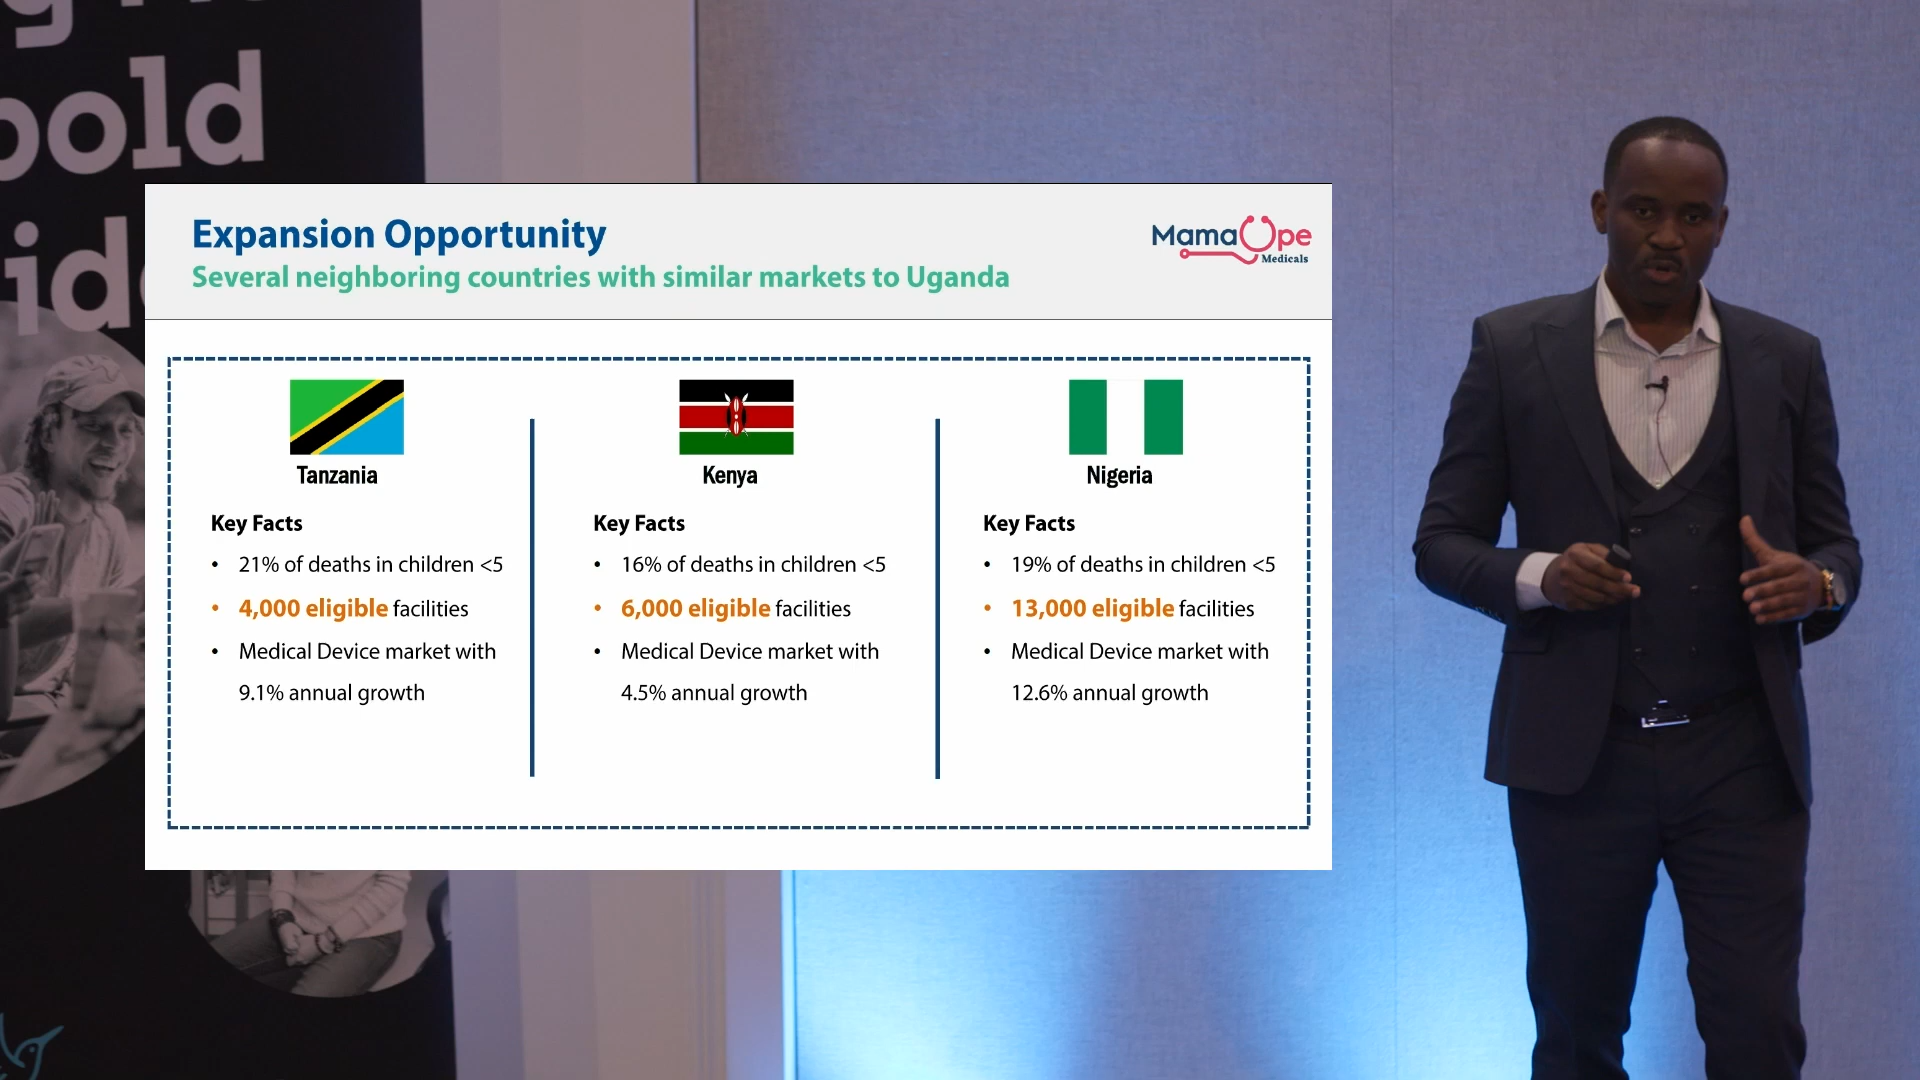 bold
Expansion Opportunity
Several neighboring countries with similar markets to Uganda
MamaOpe
Medicals
Tanzania
Key Facts
• 21% of deaths in children <5
• 4,000 eligible facilities
• Medical Device market with
9.1% annual growth
Kenya
Key Facts
• 16% of deaths in children <5
• 6,000 eligible facilities
• Medical Device market with
4.5% annual growth
Nigeria
Key Facts
• 19% of deaths in children <5
• 13,000 eligible facilities
• Medical Device market with
12.6% annual growth